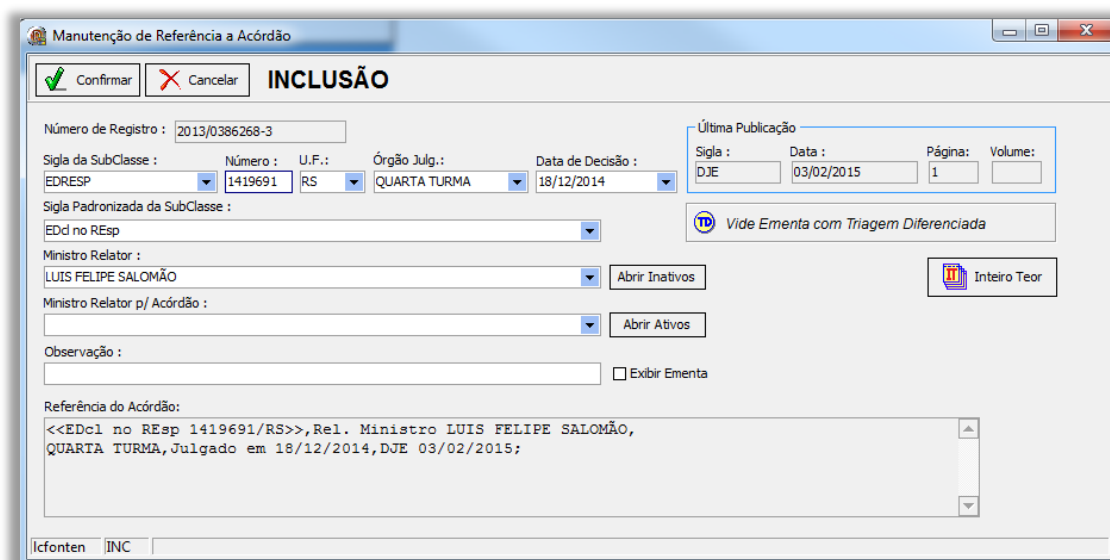 Manutenção de Referência a Acórdão
Confirmar Cancelar INCLUSÃO
Número de Registro : 2013/0386268-3
Última Publicação
Sigla da SubClasse : Número : U.F.: Órgão Julg.: Data de Decisão : Sigla : Data : Página: Volume:
EDRESP 1419691 RS QUARTA TURMA 18/12/2014 DJE 03/02/2015 1
Sigla Padronizada da SubClasse :
EDcl no REsp
TD Vide Ementa com Triagem Diferenciada
Ministro Relator :
LUIS FELIPE SALOMÃO Abrir Inativos Inteiro Teor
Ministro Relator p/ Acórdão :
Abrir Ativos
Observação :
Exibir Ementa
Referência do Acórdão:
<<EDcl no REsp 1419691/RS>>,Rel. Ministro LUIS FELIPE SALOMÃO,
QUARTA TURMA,Julgado em 18/12/2014,DJE 03/02/2015;
lcfonten INC